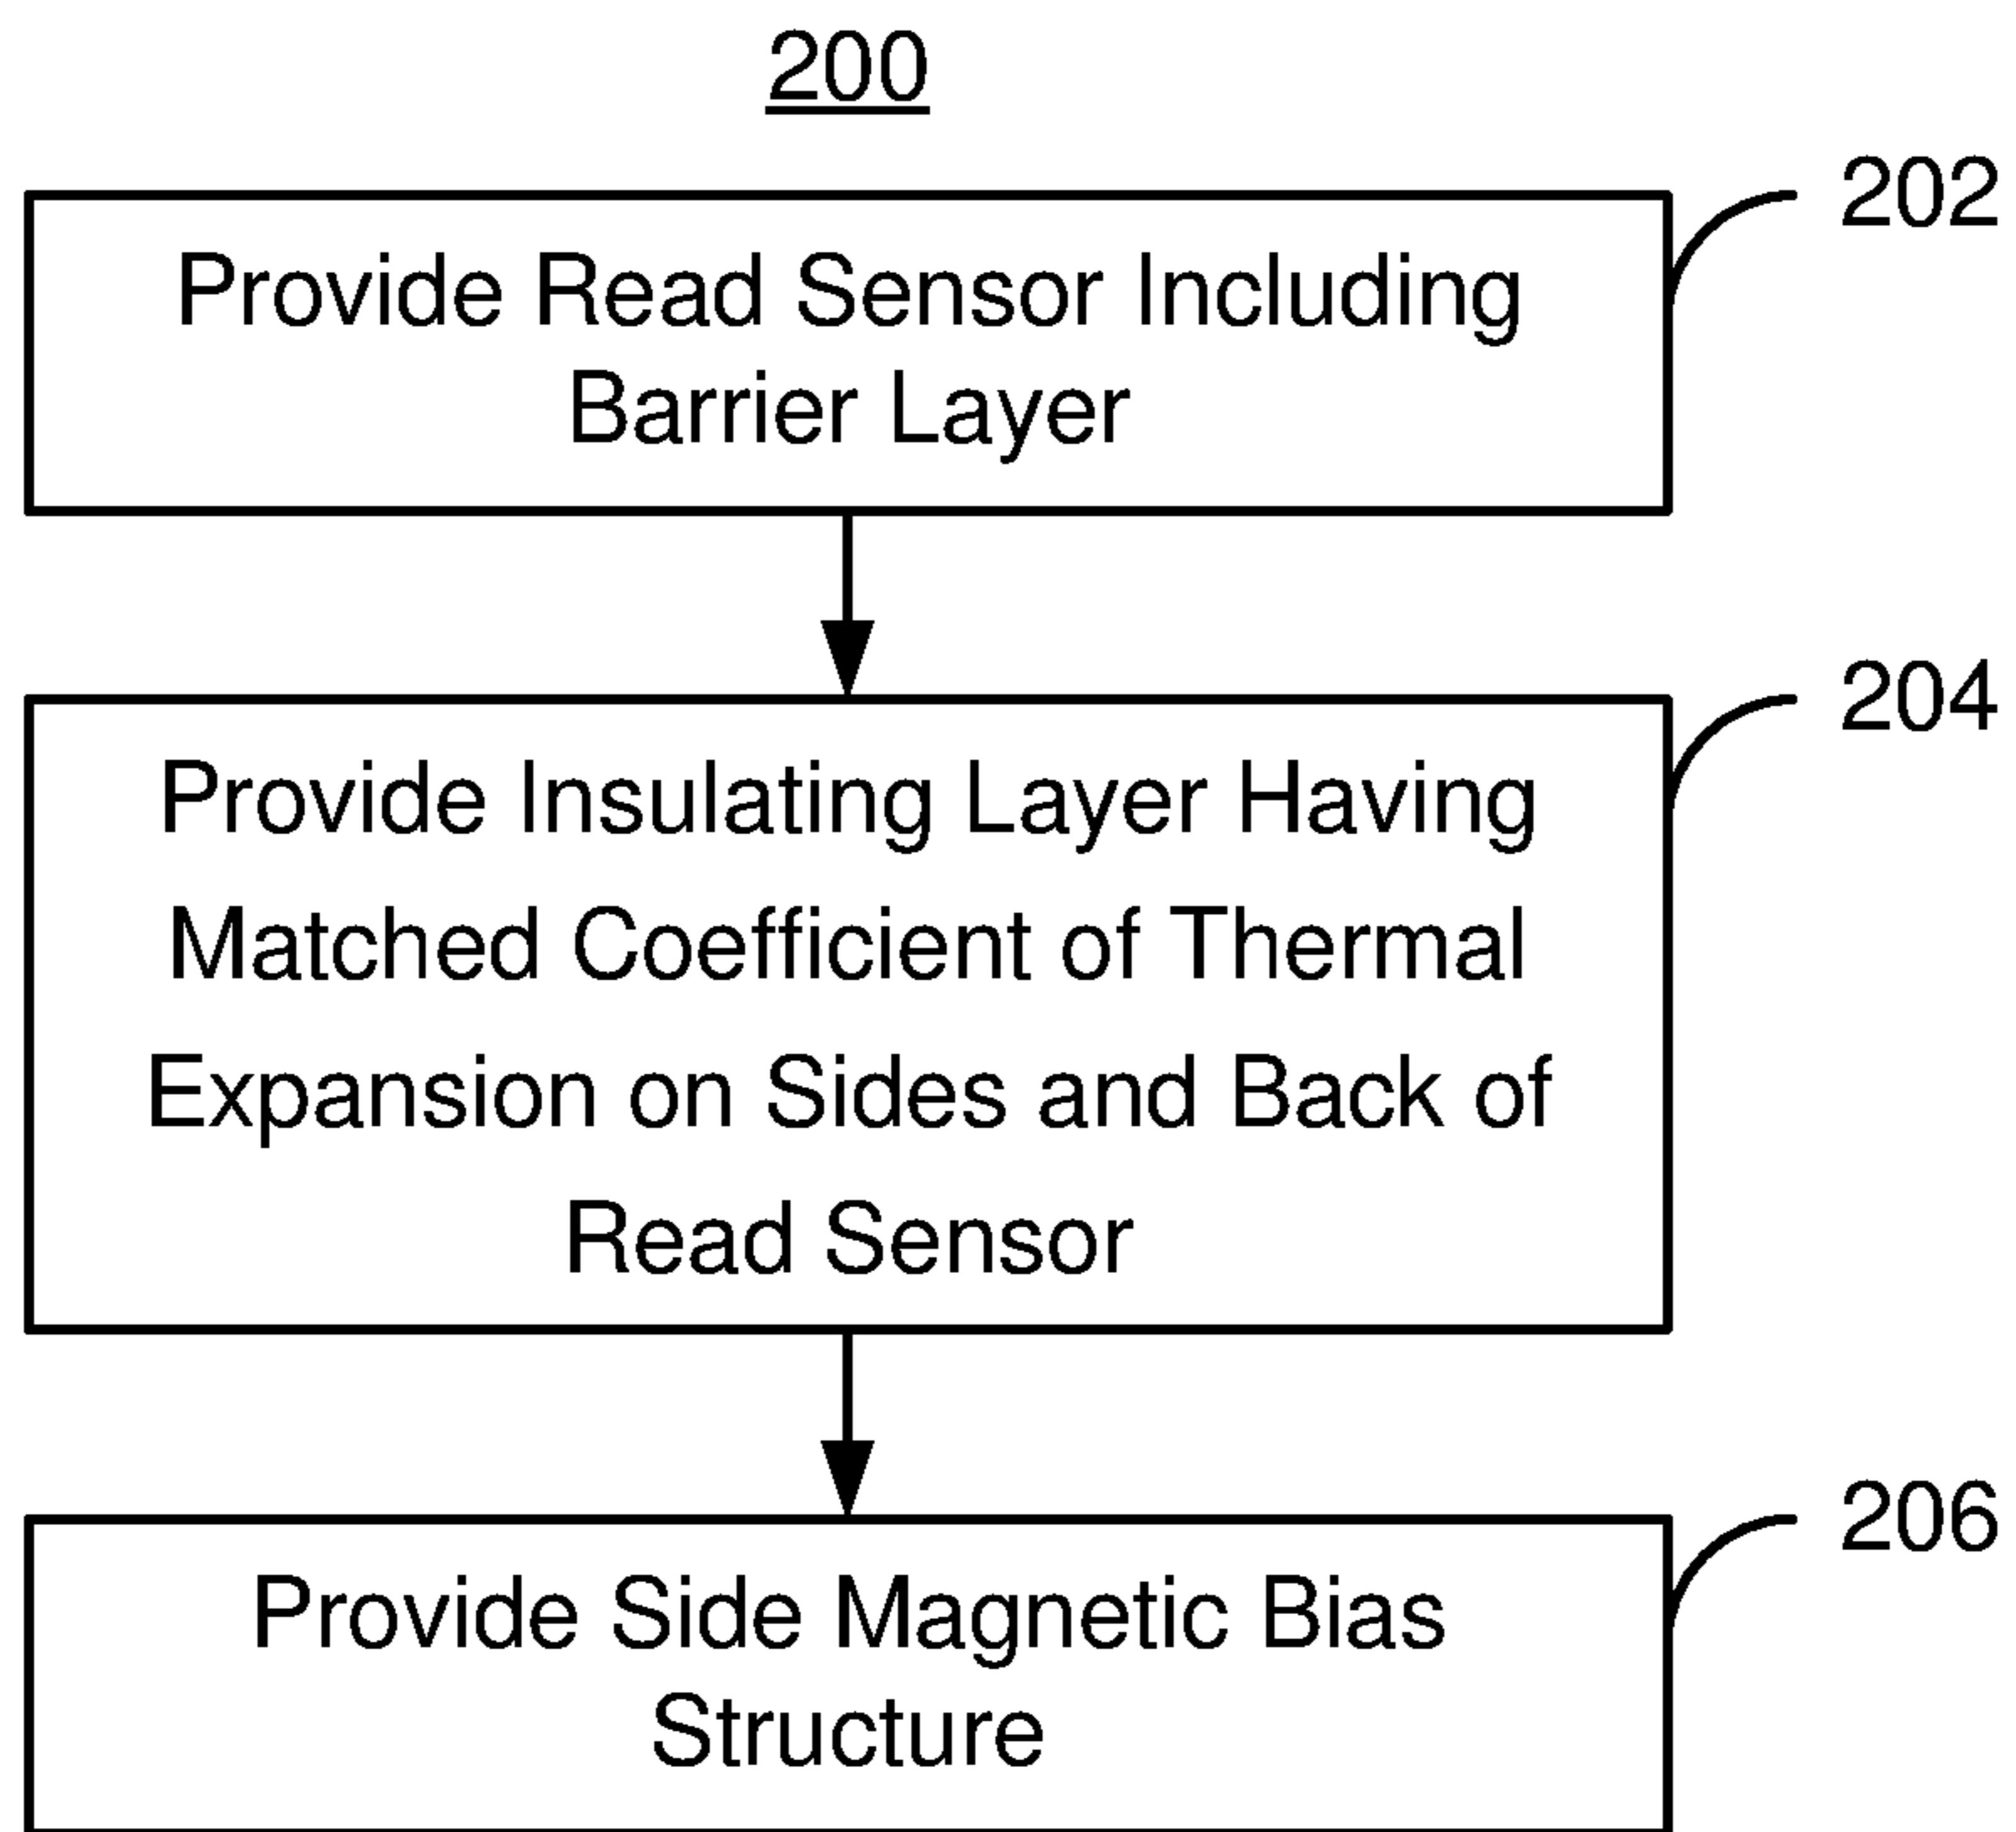 200
202
Provide Read Sensor Including
Barrier Layer
204
Provide Insulating Layer Having
Matched Coefficient of Thermal
Expansion on Sides and Back of
Read Sensor
206
Provide Side Magnetic Bias
Structure